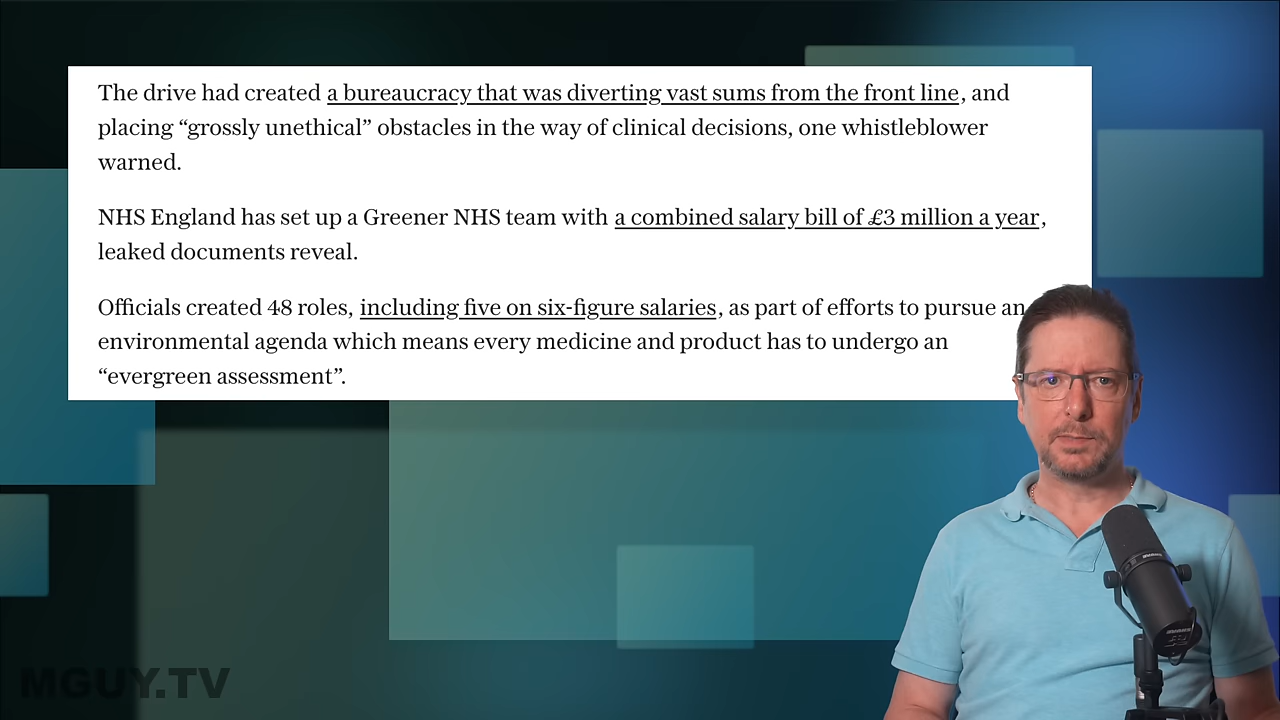 The drive had created a bureaucracy that was diverting vast sums from the front line, and
placing “grossly unethical” obstacles in the way of clinical decisions, one whistleblower
warned.
NHS England has set up a Greener NHS team with a combined salary bill of £3 million a year,
leaked documents reveal.
Officials created 48 roles, including five on six-figure salaries, as part of efforts to pursue an
environmental agenda which means every medicine and product has to undergo an
“evergreen assessment”.
MGUY.TV